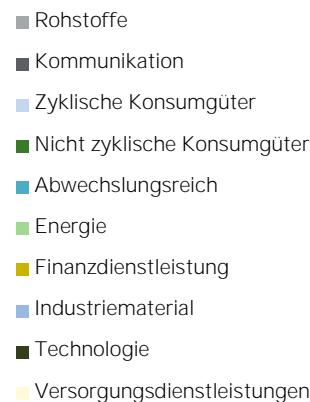 Rohstoffe
Kommunikation
Zyklische Konsumgüter
Nicht zyklische Konsumgüter
Abwechslungsreich
Energie
Finanzdienstleistung
Industriematerial
Technologie
Versorgungsdienstleistungen